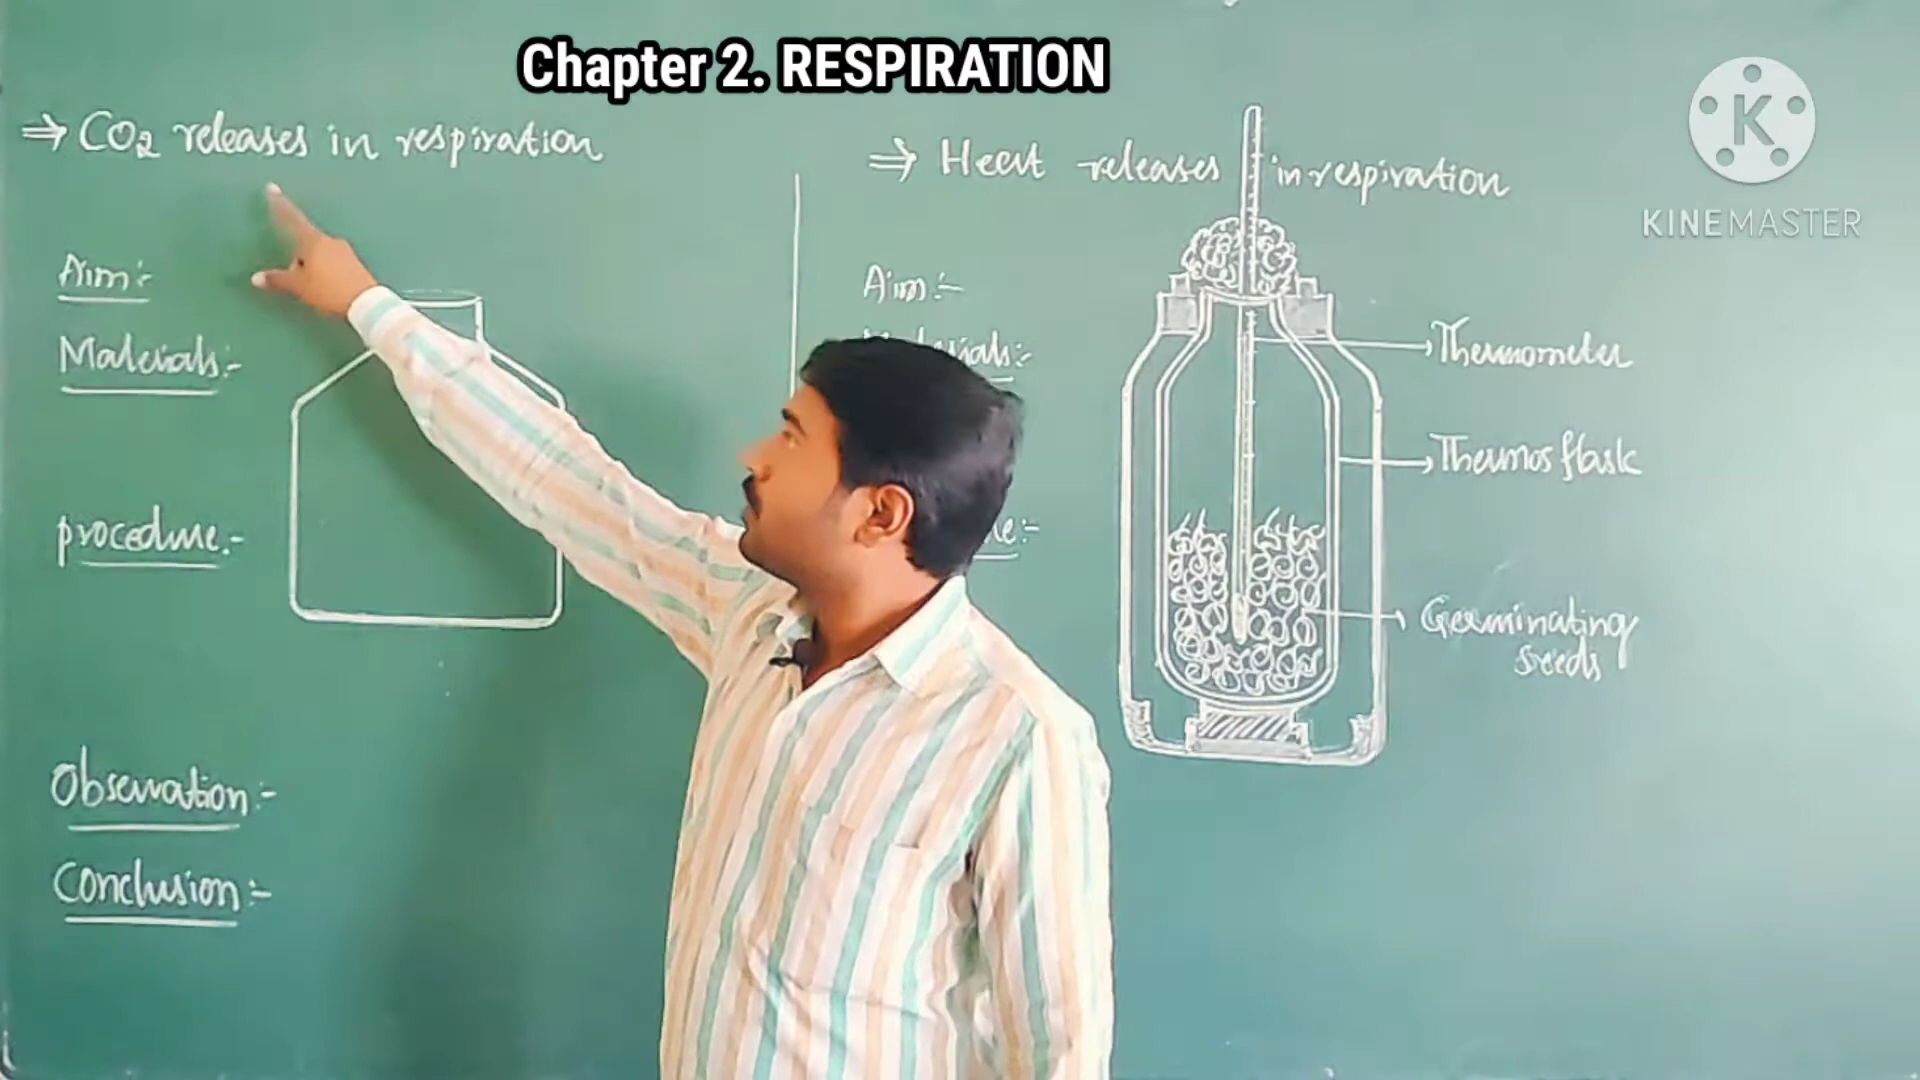 Chapter 2. RESPIRATION
⇒ CO2 releases in respiration
Aim:-
Materials:-
procedure:-
Observation:-
Conclusion:-
⇒ Heat releases in respiration
Aim:-
Thermometer
Thermos flask
Germinating
seeds
K
KINEMASTER